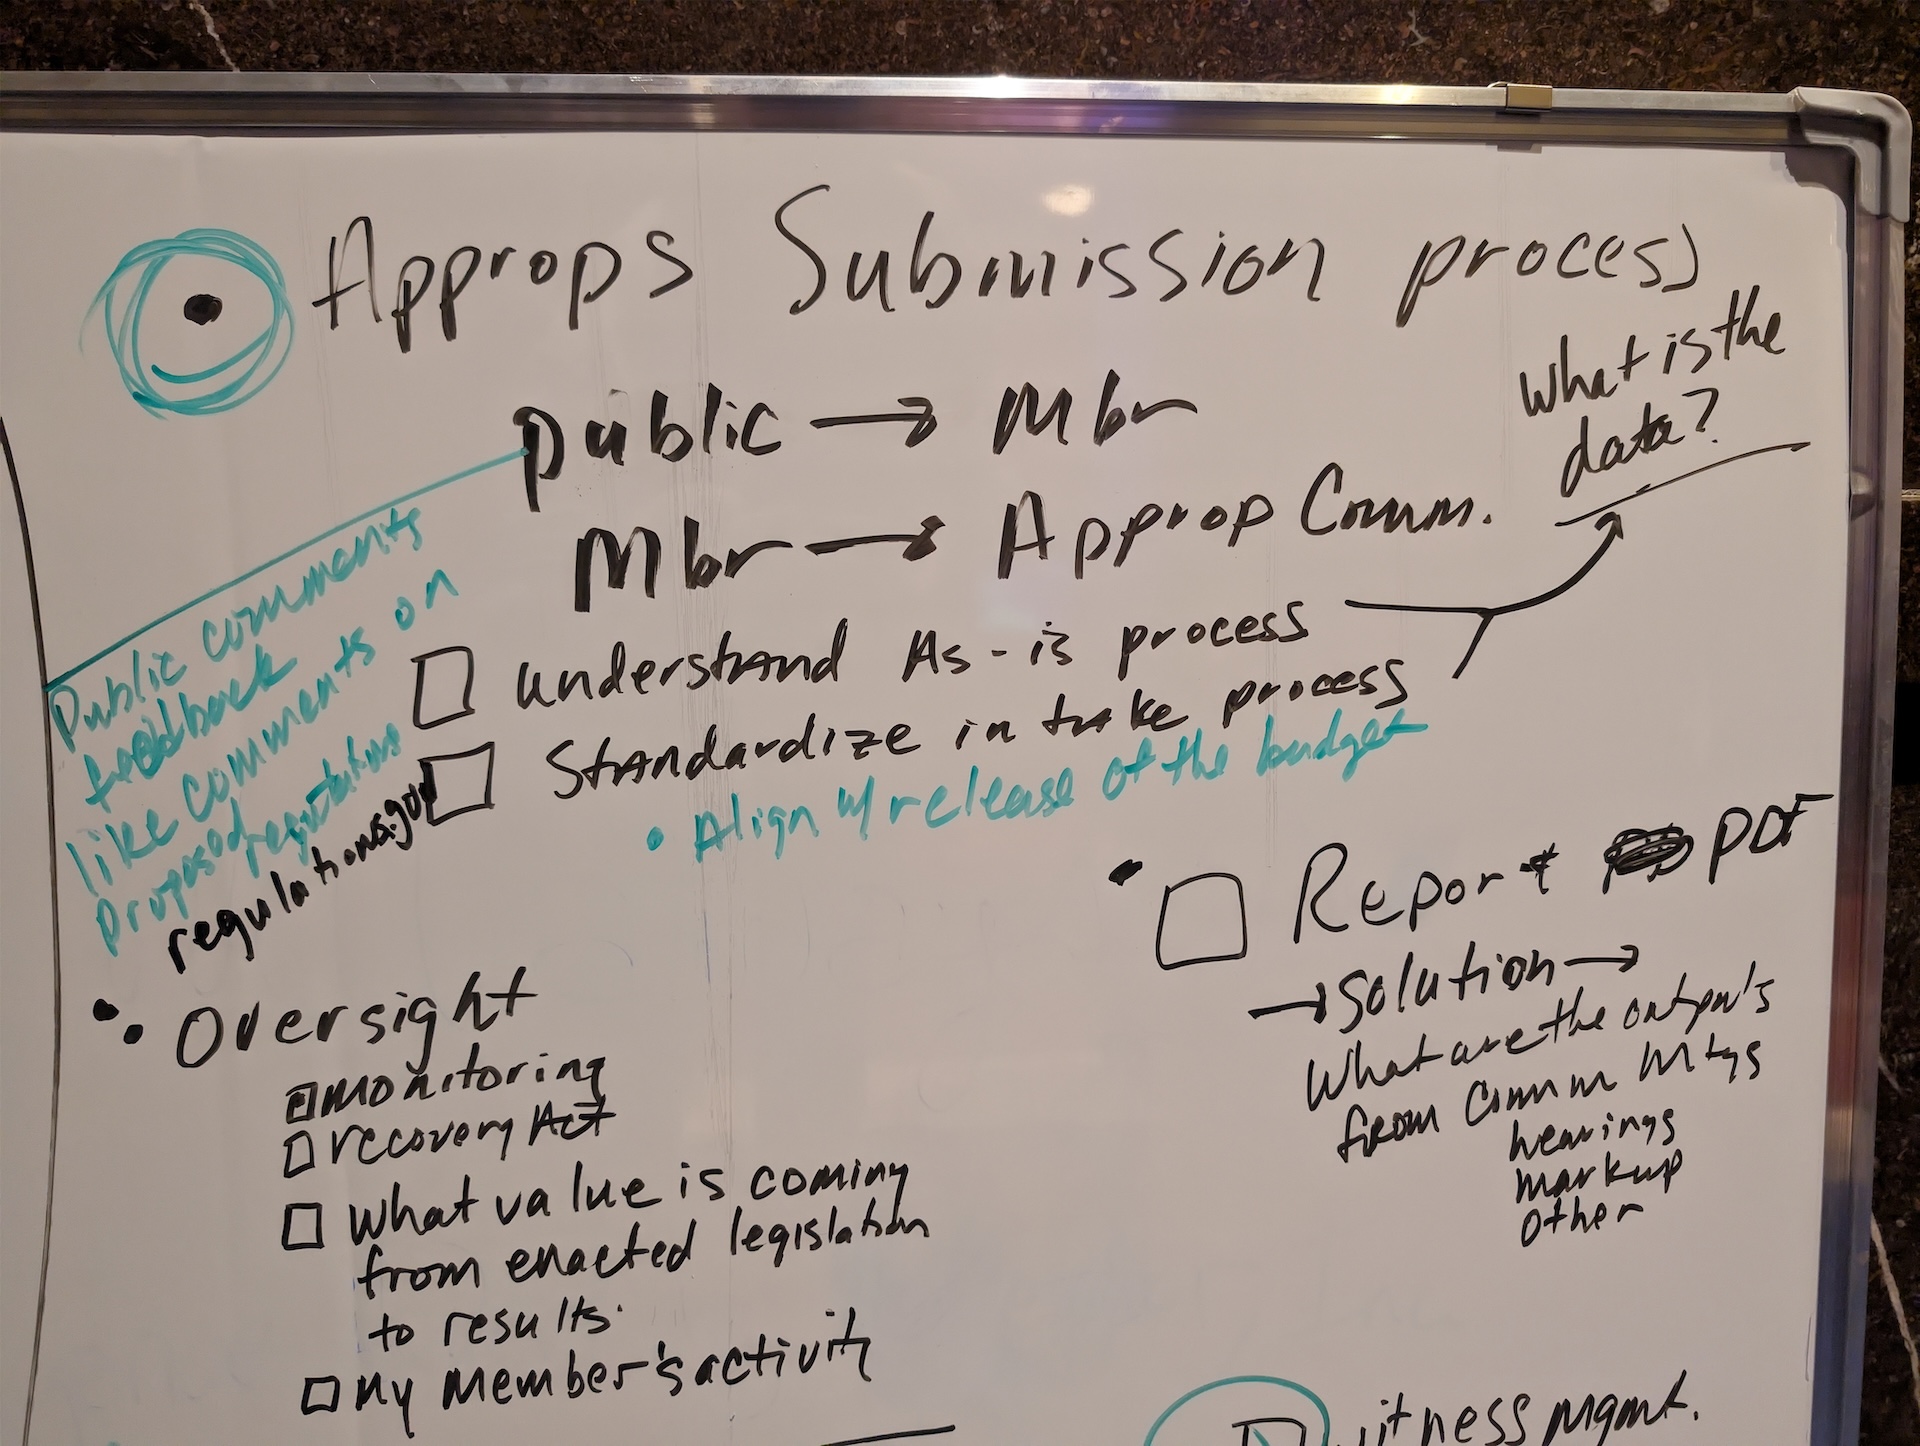 Approps Submission process
public → Mbr
Mbr → Approp Comm.
What is the
data?
□ understand As-is process
□ Standardize intake process
• Align w/ release of the budget
Public comments
feedback
like comments on
proposed regulations
regulations.gov
• Oversight
□ monitoring
□ recovery Act
□ What value is coming
from enacted legislation
to results.
□ my member's activity
• □ Report PDF
→ solution →
What are the outputs
from Comm Mtgs
hearings
markup
other
witness mgmt.